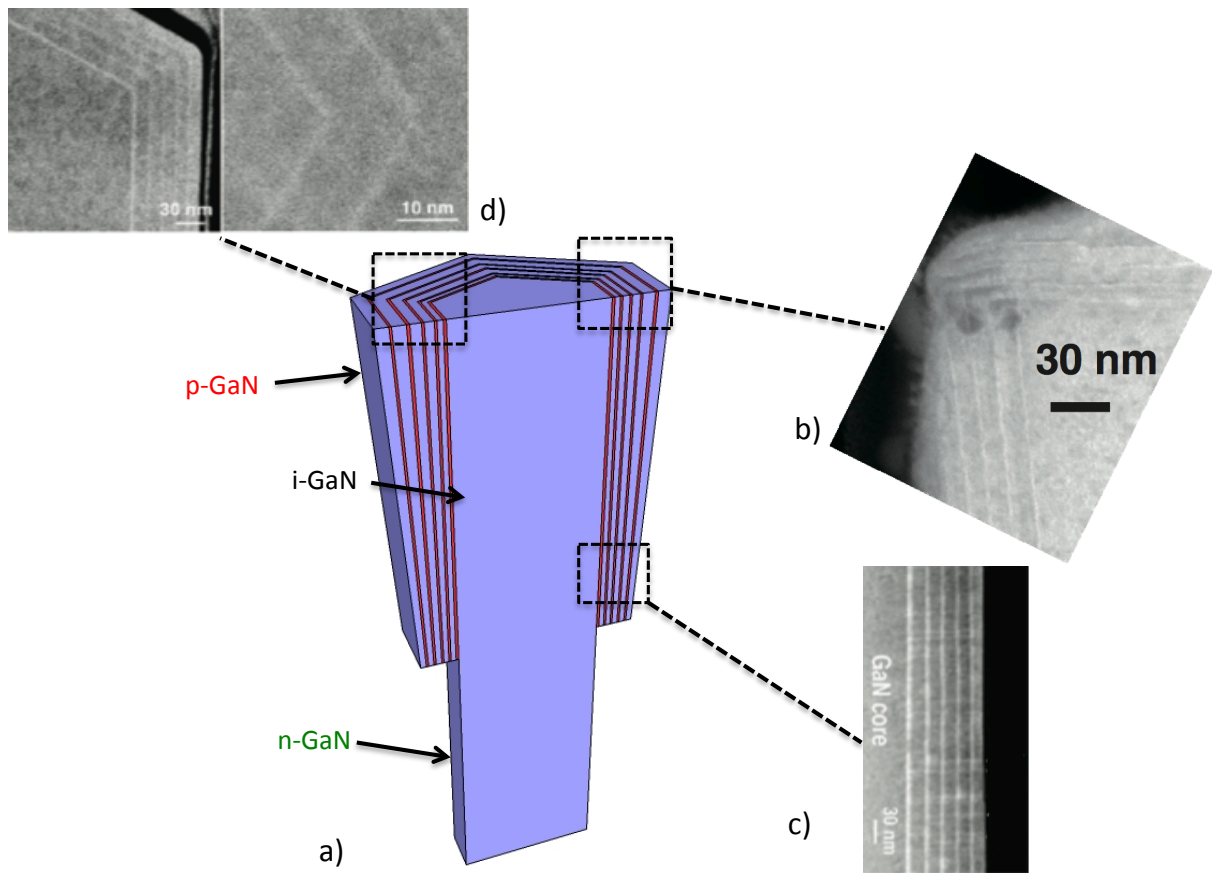 30 nm
10 nm
d)
p-GaN
30 nm
b)
i-GaN
GaN core
n-GaN
30 nm
c)
a)